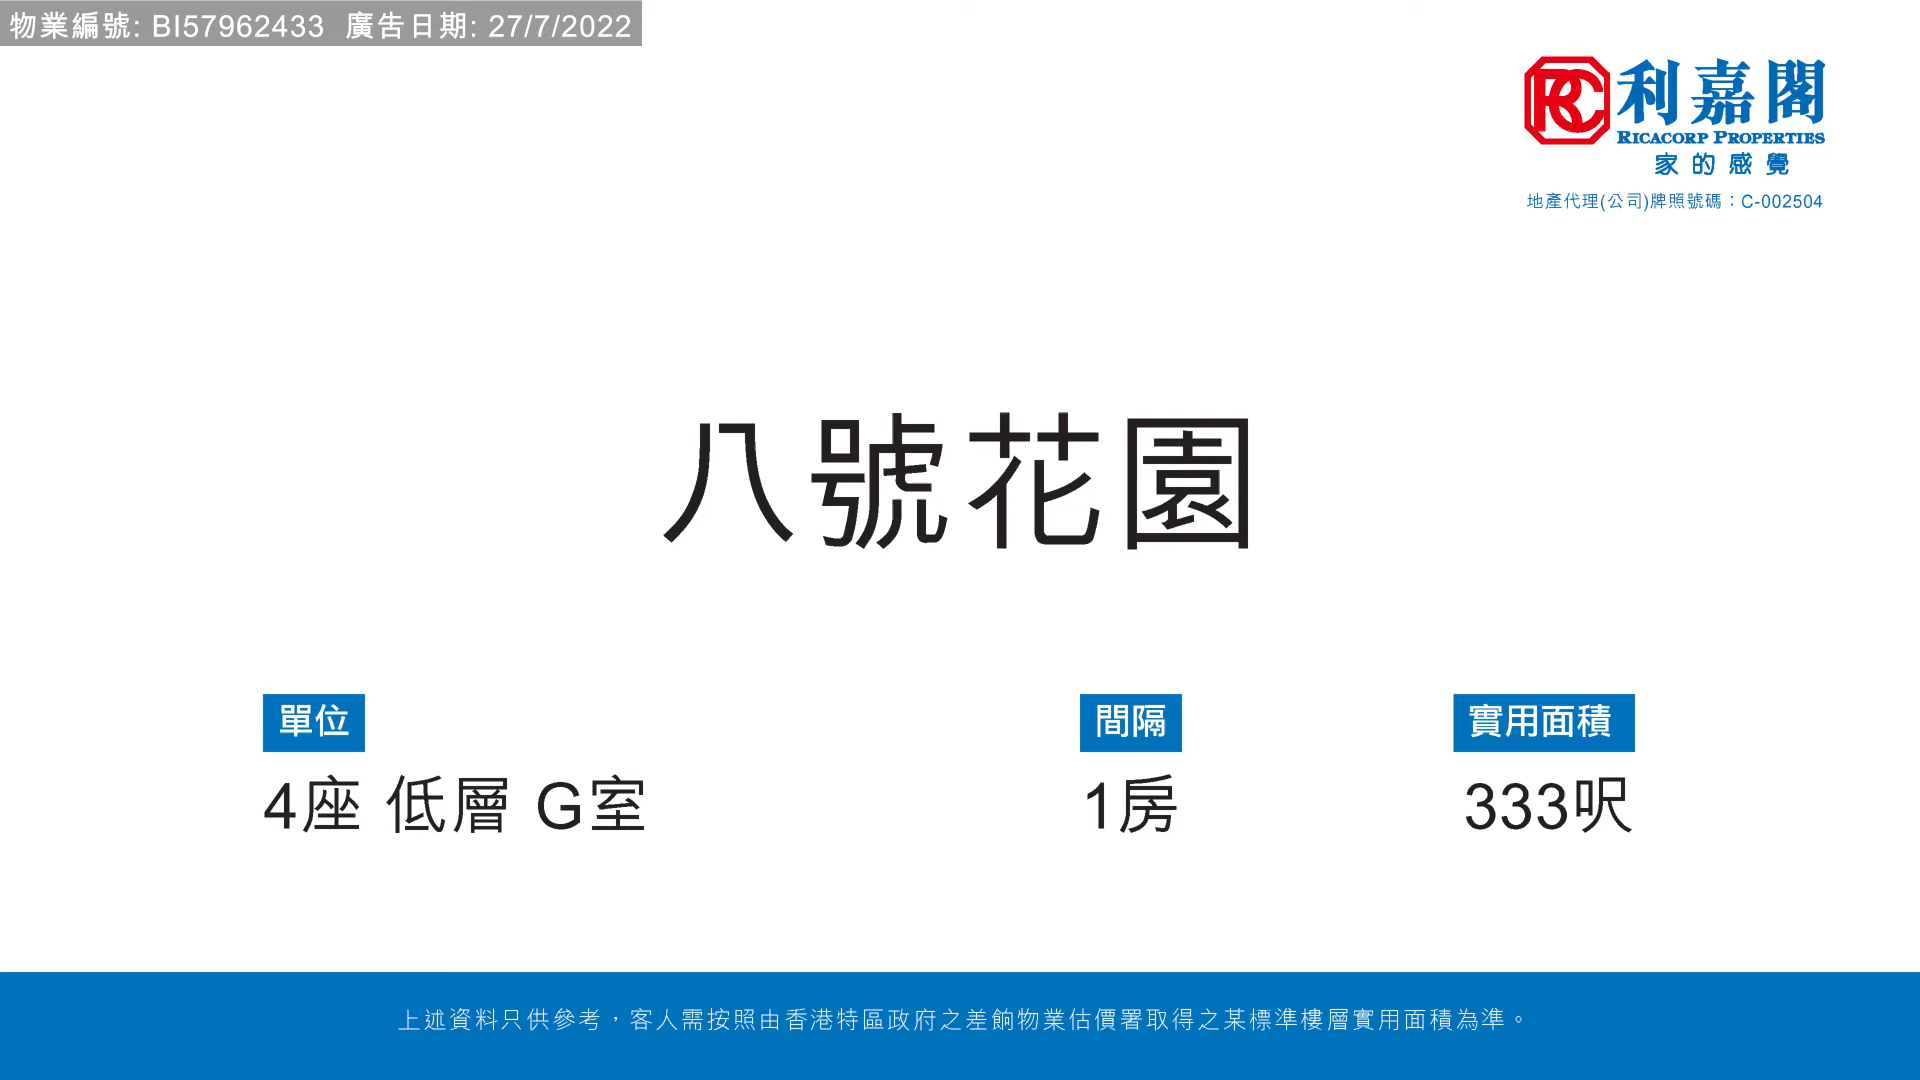 物業編號: BI57962433 廣告日期: 27/7/2022
RC 利嘉閣
RICACORP PROPERTIES
家的感覺
地產代理(公司)牌照號碼：C-002504
八號花園
單位 間隔 實用面積
4座 低層 G室 1房 333呎
上述資料只供參考，客人需按照由香港特區政府之差餉物業估價署取得之某標準樓層實用面積為準。